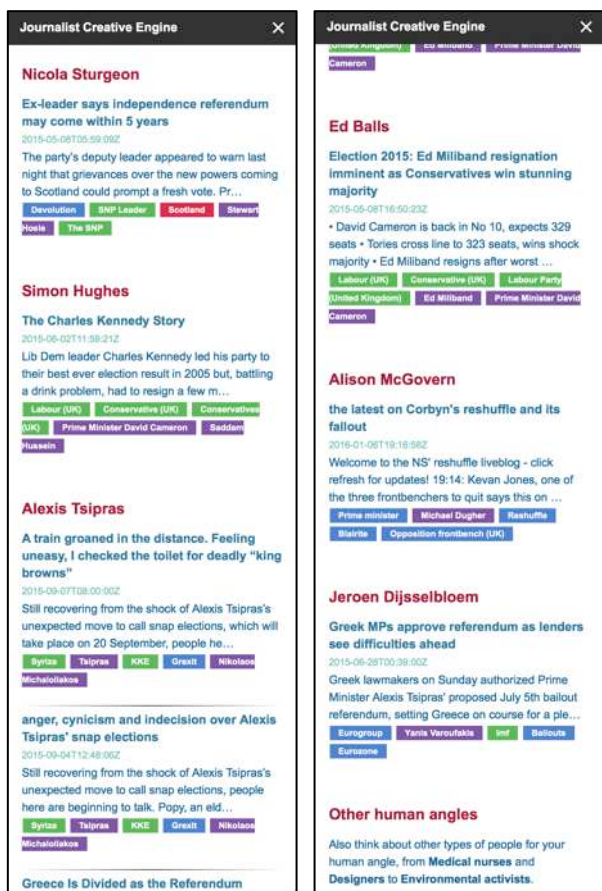 Journalist Creative Engine ✕
Nicola Sturgeon
Ex-leader says independence referendum
may come within 5 years
2015-05-08T05:59:09Z
The party's deputy leader appeared to warn last
night that grievances over the new powers coming
to Scotland could prompt a fresh vote. Pr…
Devolution SNP Leader Scotland Stewart
Hosie The SNP
Simon Hughes
The Charles Kennedy Story
2015-06-02T11:58:21Z
Lib Dem leader Charles Kennedy led his party to
their best ever election result in 2005 but, battling
a drink problem, had to resign a few m…
Labour (UK) Conservative (UK) Conservatives
(UK) Prime Minister David Cameron Saddam
Hussein
Alexis Tsipras
A train groaned in the distance. Feeling
uneasy, I checked the toilet for deadly “king
browns”
2015-09-07T08:00:00Z
Still recovering from the shock of Alexis Tsipras's
unexpected move to call snap elections, which will
take place on 20 September, people he…
Syriza Tsipras KKE Grexit Nikolaos
Michaloliakos
anger, cynicism and indecision over Alexis
Tsipras' snap elections
2015-09-04T12:48:06Z
Still recovering from the shock of Alexis Tsipras's
unexpected move to call snap elections, people
here are beginning to talk. Popy, an eld…
Syriza Tsipras KKE Grexit Nikolaos
Michaloliakos
Greece Is Divided as the Referendum
Journalist Creative Engine ✕
(United Kingdom) Ed Miliband Prime Minister David
Cameron
Ed Balls
Election 2015: Ed Miliband resignation
imminent as Conservatives win stunning
majority
2015-05-08T16:50:23Z
• David Cameron is back in No 10, expects 329
seats • Tories cross line to 323 seats, wins shock
majority • Ed Miliband resigns after worst …
Labour (UK) Conservative (UK) Labour Party
(United Kingdom) Ed Miliband Prime Minister David
Cameron
Alison McGovern
the latest on Corbyn's reshuffle and its
fallout
2016-01-06T19:16:56Z
Welcome to the NS' reshuffle liveblog - click
refresh for updates! 19:14: Kevan Jones, one of
the three frontbenchers to quit says this on …
Prime minister Michael Dugher Reshuffle
Blairite Opposition frontbench (UK)
Jeroen Dijsselbloem
Greek MPs approve referendum as lenders
see difficulties ahead
2015-06-28T00:39:00Z
Greek lawmakers on Sunday authorized Prime
Minister Alexis Tsipras' proposed July 5th bailout
referendum, setting Greece on course for a ple…
Eurogroup Yanis Varoufakis Imf Bailouts
Eurozone
Other human angles
Also think about other types of people for your
human angle, from Medical nurses and
Designers to Environmental activists.